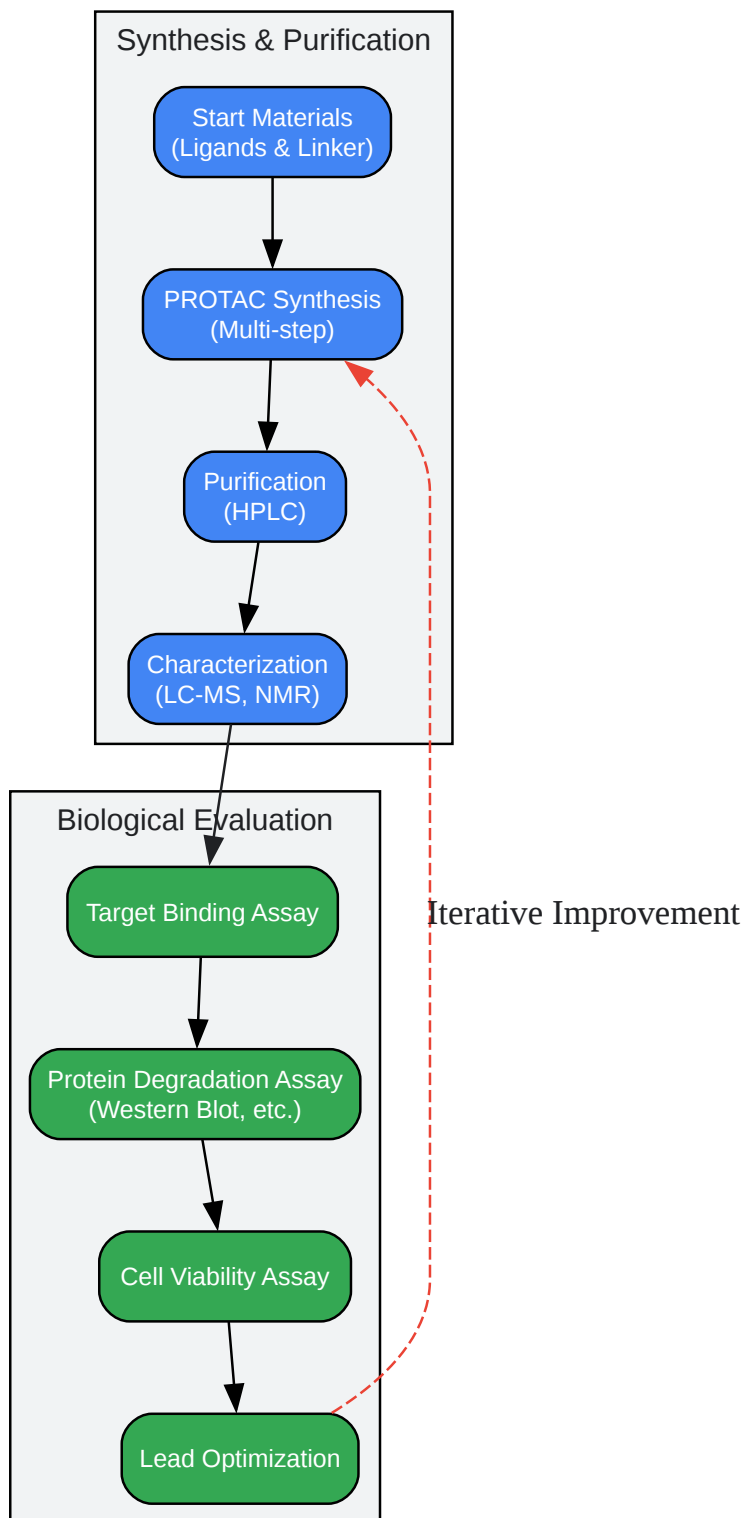 Synthesis & Purification
Start Materials
(Ligands & Linker)
PROTAC Synthesis
(Multi-step)
Purification
(HPLC)
Characterization
(LC-MS, NMR)
Biological Evaluation
Target Binding Assay
Iterative Improvement
Protein Degradation Assay
(Western Blot, etc.)
Cell Viability Assay
Lead Optimization